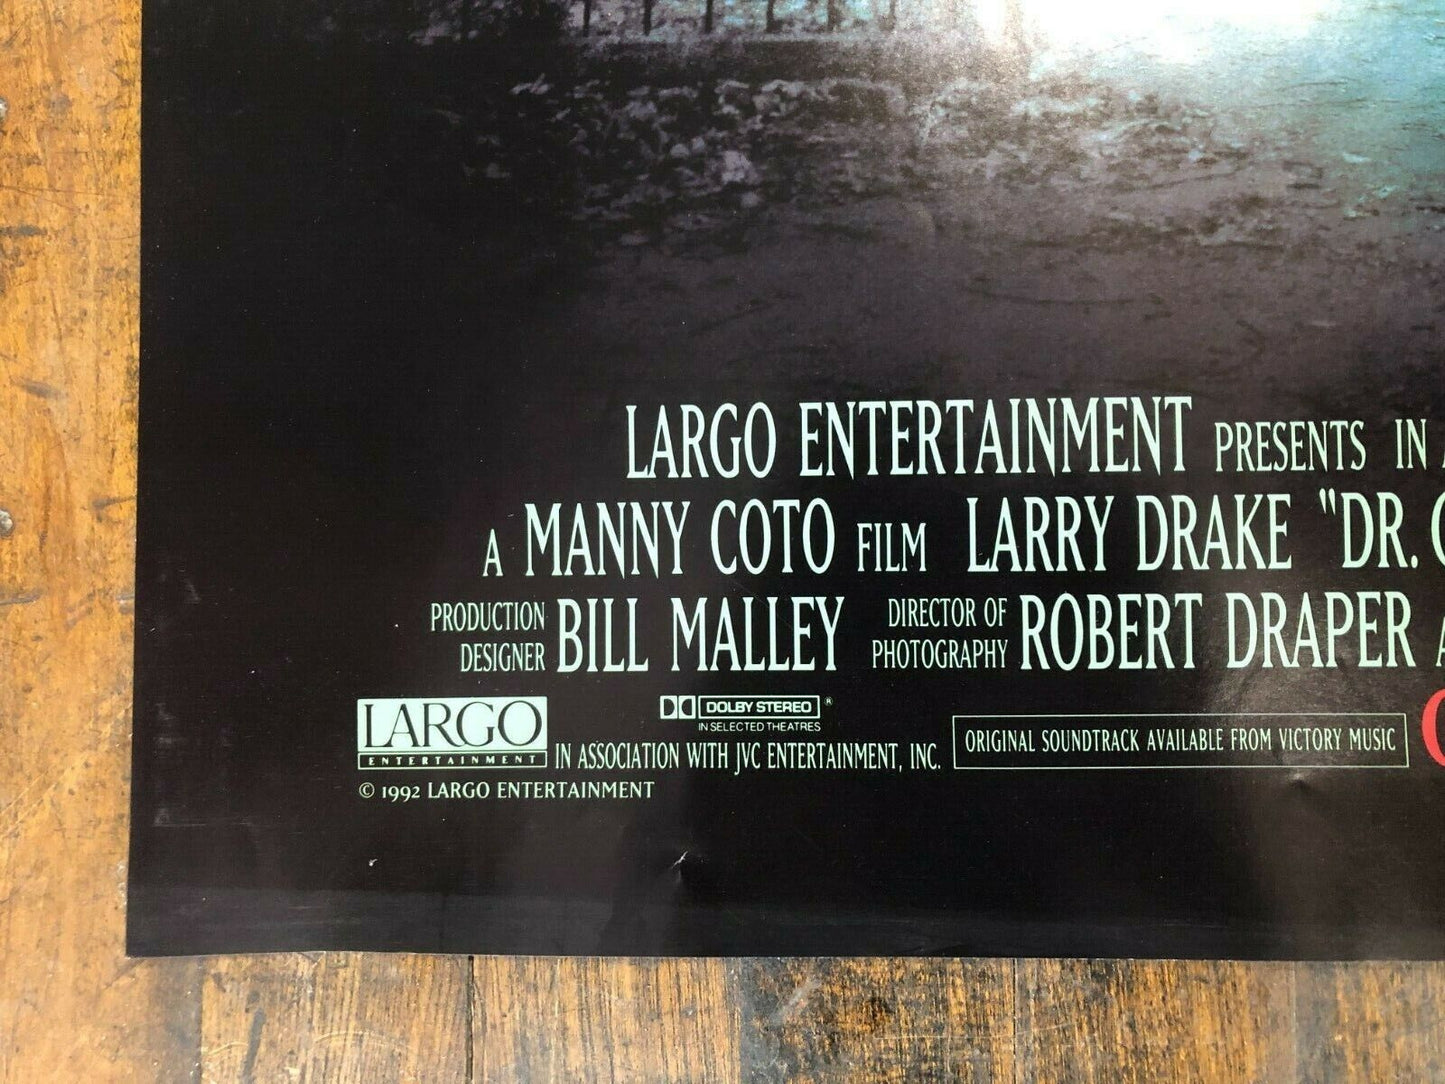 LARGO ENTERTAINMENT PRESENTS IN
A MANNY COTO FILM LARRY DRAKE "DR.
PRODUCTION DESIGNER BILL MALLEY DIRECTOR OF PHOTOGRAPHY ROBERT DRAPER
LARGO
ENTERTAINMENT
DOLBY STEREO ®
IN SELECTED THEATRES
IN ASSOCIATION WITH JVC ENTERTAINMENT, INC.
ORIGINAL SOUNDTRACK AVAILABLE FROM VICTORY MUSIC
© 1992 LARGO ENTERTAINMENT